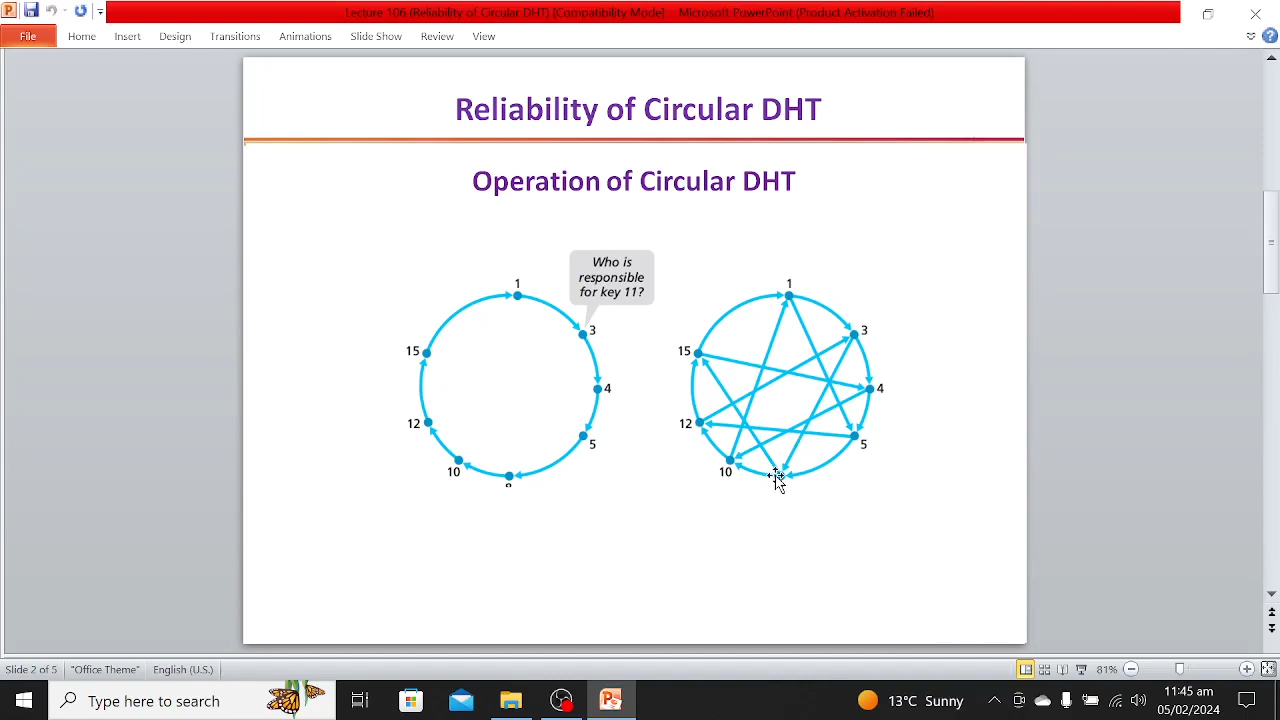 Lecture 106 (Reliability of Circular DHT) [Compatibility Mode] - Microsoft PowerPoint (Product Activation Failed)
File Home Insert Design Transitions Animations Slide Show Review View
Reliability of Circular DHT
Operation of Circular DHT
Who is
responsible
for key 11?
1
3
4
5
10
12
15
1
3
4
5
10
12
15
Slide 2 of 5 "Office Theme" English (U.S.) 81%
Type here to search
13°C Sunny
11:45 am
05/02/2024